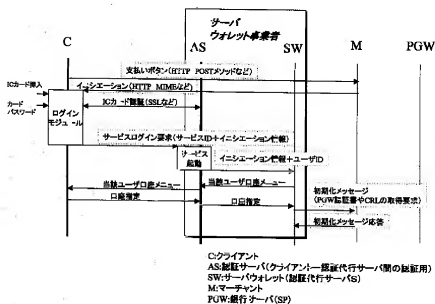 サーバ
ウォレット事業者
C
AS
SW
M
PGW
支払いボタン(HTTP POSTメソッドなど)
イニシエーション(HTTP MIMEなど)
ICカード挿入
ICカード認証(SSLなど)
カード
パスワード
ログイン
モジュール
サービスログイン要求(サービスID+イニシエーション情報)
サービス
起動
イニシエーション情報+ユーザID
当該ユーザ口座メニュー
当該ユーザ口座メニュー
口座指定
口座指定
初期化メッセージ
(PGW認証書やCRLの取得要求)
初期化メッセージ応答
C:クライアント
AS:認証サーバ(クライアント―認証代行サーバ間の認証用)
SW:サーバウォレット(認証代行サーバS)
M:マーチャント
PGW:銀行サーバ(SP)